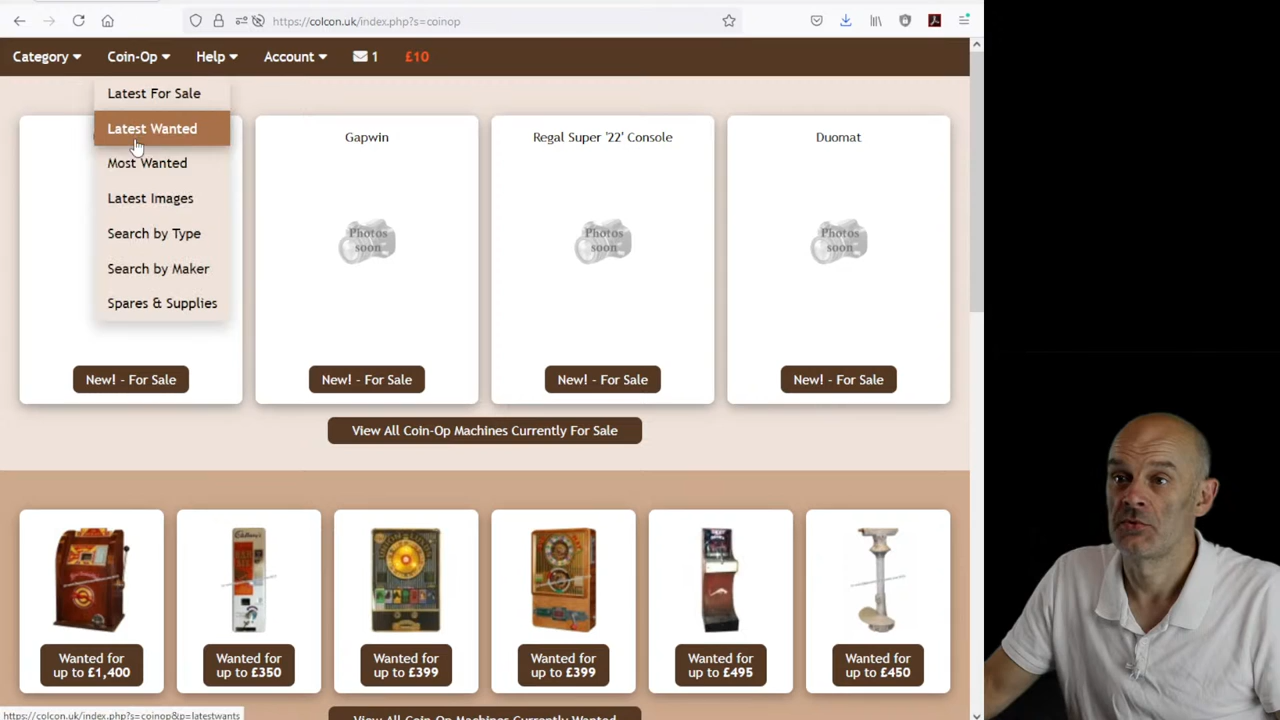 https://colcon.uk/index.php?s=coinop
Category Coin-Op Help Account 1 £10
Latest For Sale
Latest Wanted
Most Wanted
Latest Images
Search by Type
Search by Maker
Spares & Supplies
Gapwin
Regal Super '22' Console
Duomat
Photos soon
Photos soon
Photos soon
New! - For Sale
New! - For Sale
New! - For Sale
New! - For Sale
View All Coin-Op Machines Currently For Sale
Wanted for
up to £1,400
Wanted for
up to £350
Wanted for
up to £399
Wanted for
up to £399
Wanted for
up to £495
Wanted for
up to £450
https://colcon.uk/index.php?s=coinop&p=latestwants
View All Coin-Op Machines Currently Wanted